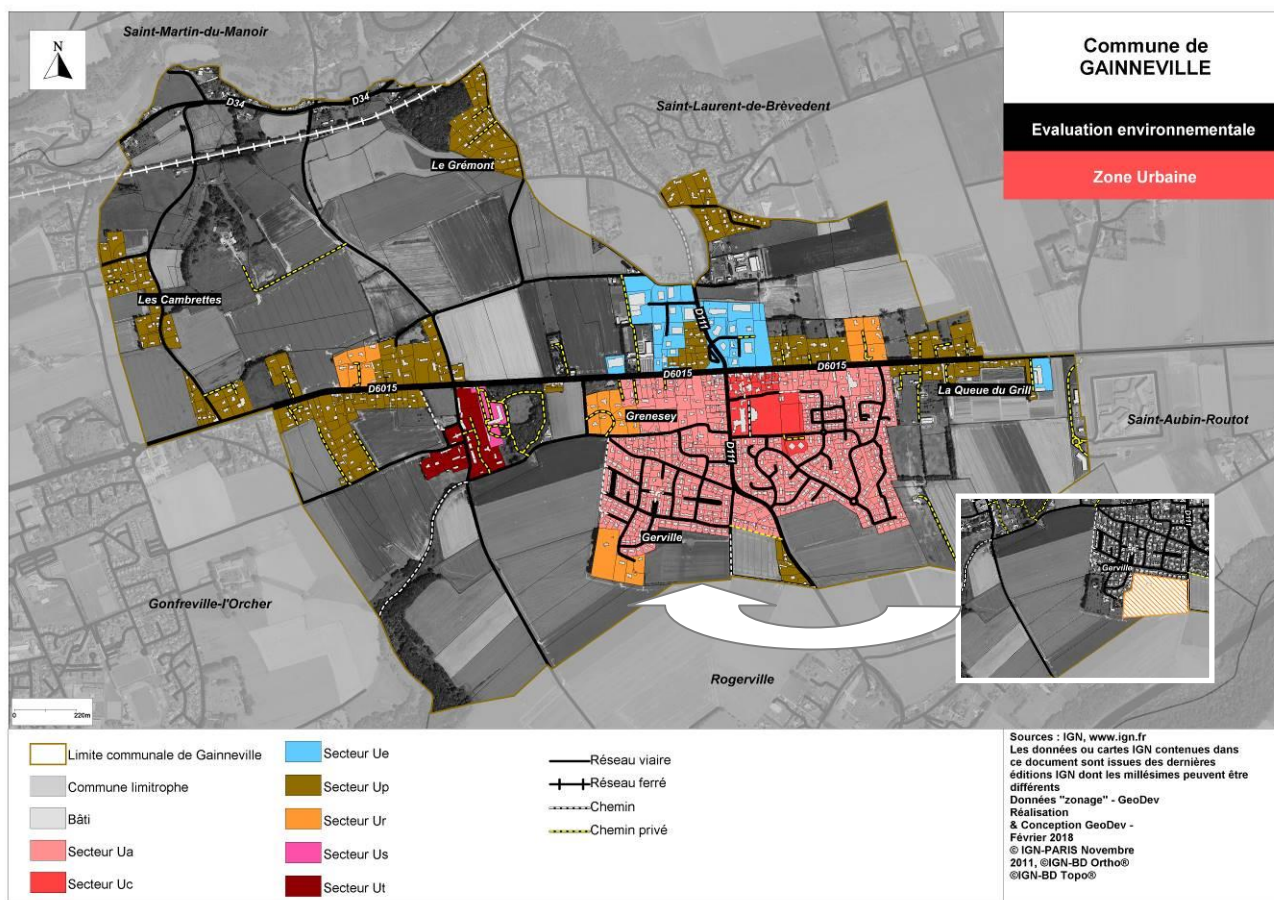 Saint-Martin-du-Manoir
N
Commune de
GAINNEVILLE
Evaluation environnementale
Zone Urbaine
D34
D34
Saint-Laurent-de-Brèvedent
Le Grémont
Les Cambrettes
D111
D6015
D6015
D6015
La Queue du Grill
Grenesey
Saint-Aubin-Routot
D111
Gerville
Gonfreville-l'Orcher
Rogerville
D111
Gerville
0 220m
Limite communale de Gainneville
Commune limitrophe
Bâti
Secteur Ua
Secteur Uc
Secteur Ue
Secteur Up
Secteur Ur
Secteur Us
Secteur Ut
Réseau viaire
Réseau ferré
Chemin
Chemin privé
Sources : IGN, www.ign.fr
Les données ou cartes IGN contenues dans
ce document sont issues des dernières
éditions IGN dont les millésimes peuvent être
différents
Données "zonage" - GeoDev
Réalisation
& Conception GeoDev -
Février 2018
© IGN-PARIS Novembre
2011, ©IGN-BD Ortho®
©IGN-BD Topo®